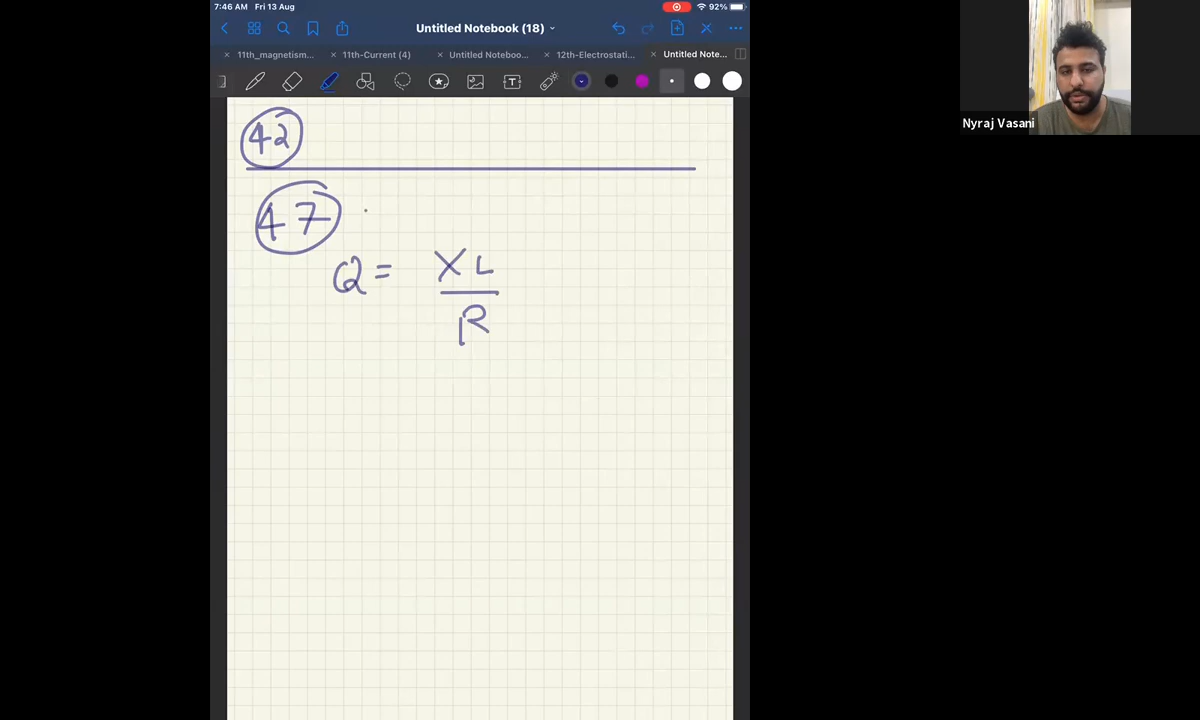 7:46 AM Fri 13 Aug
92%
Untitled Notebook (18)
11th_magnetism...
11th-Current (4)
Untitled Noteboo...
12th-Electrostati...
Untitled Note...
T
42
47
Q = XL
R
Nyraj Vasani